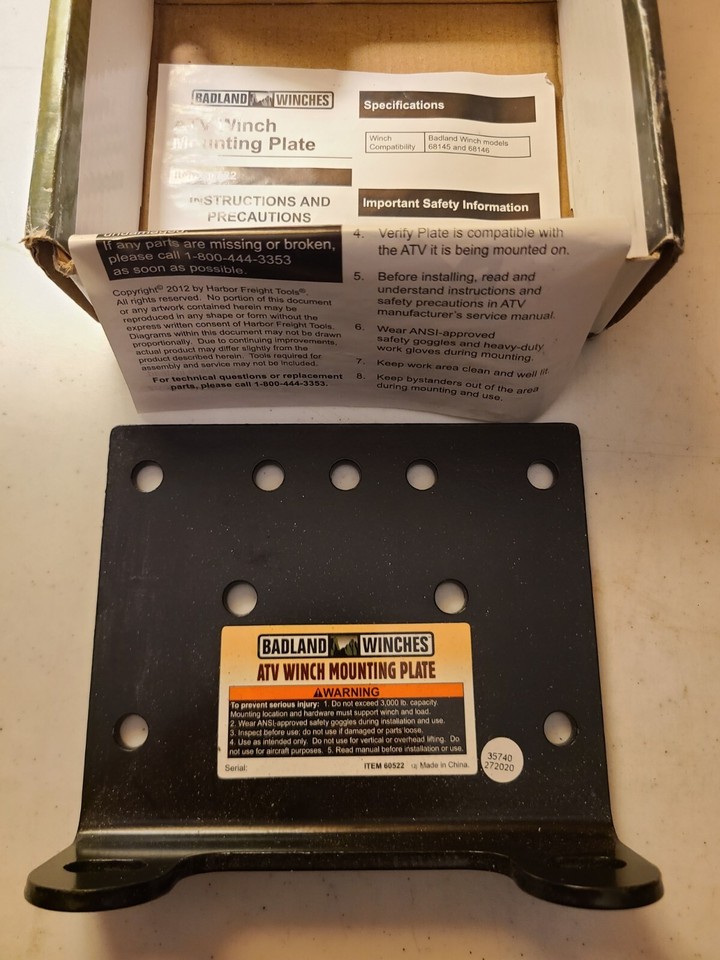 BADLAND WINCHES
Winch
Mounting Plate
INSTRUCTIONS AND
PRECAUTIONS
Specifications
Winch Compatibility
Badland Winch models
68145 and 68146
Important Safety Information
If any parts are missing or broken,
please call 1-800-444-3353
as soon as possible.
Copyright© 2012 by Harbor Freight Tools®.
All rights reserved. No portion of this document
or any artwork contained herein may be
reproduced in any shape or form without the
express written consent of Harbor Freight Tools.
Diagrams within this document may not be drawn
proportionally. Due to continuing improvements,
actual product may differ slightly from the
product described herein. Tools required for
assembly and service may not be included.
For technical questions or replacement
parts, please call 1-800-444-3353.
4. Verify Plate is compatible with
the ATV it is being mounted on.
5. Before installing, read and
understand instructions and
safety precautions in ATV
manufacturer's service manual.
6. Wear ANSI-approved
safety goggles and heavy-duty
work gloves during mounting.
7. Keep work area clean and well lit.
8. Keep bystanders out of the area
during mounting and use.
BADLAND WINCHES
ATV WINCH MOUNTING PLATE
WARNING
To prevent serious injury: 1. Do not exceed 3,000 lb. capacity.
Mounting location and hardware must support winch and load.
2. Wear ANSI-approved safety goggles during installation and use.
3. Inspect before use; do not use if damaged or parts loose.
4. Use as intended only. Do not use for vertical or overhead lifting. Do
not use for aircraft purposes. 5. Read manual before installation or use.
Serial: ITEM 60522 Made in China.
35740
272020